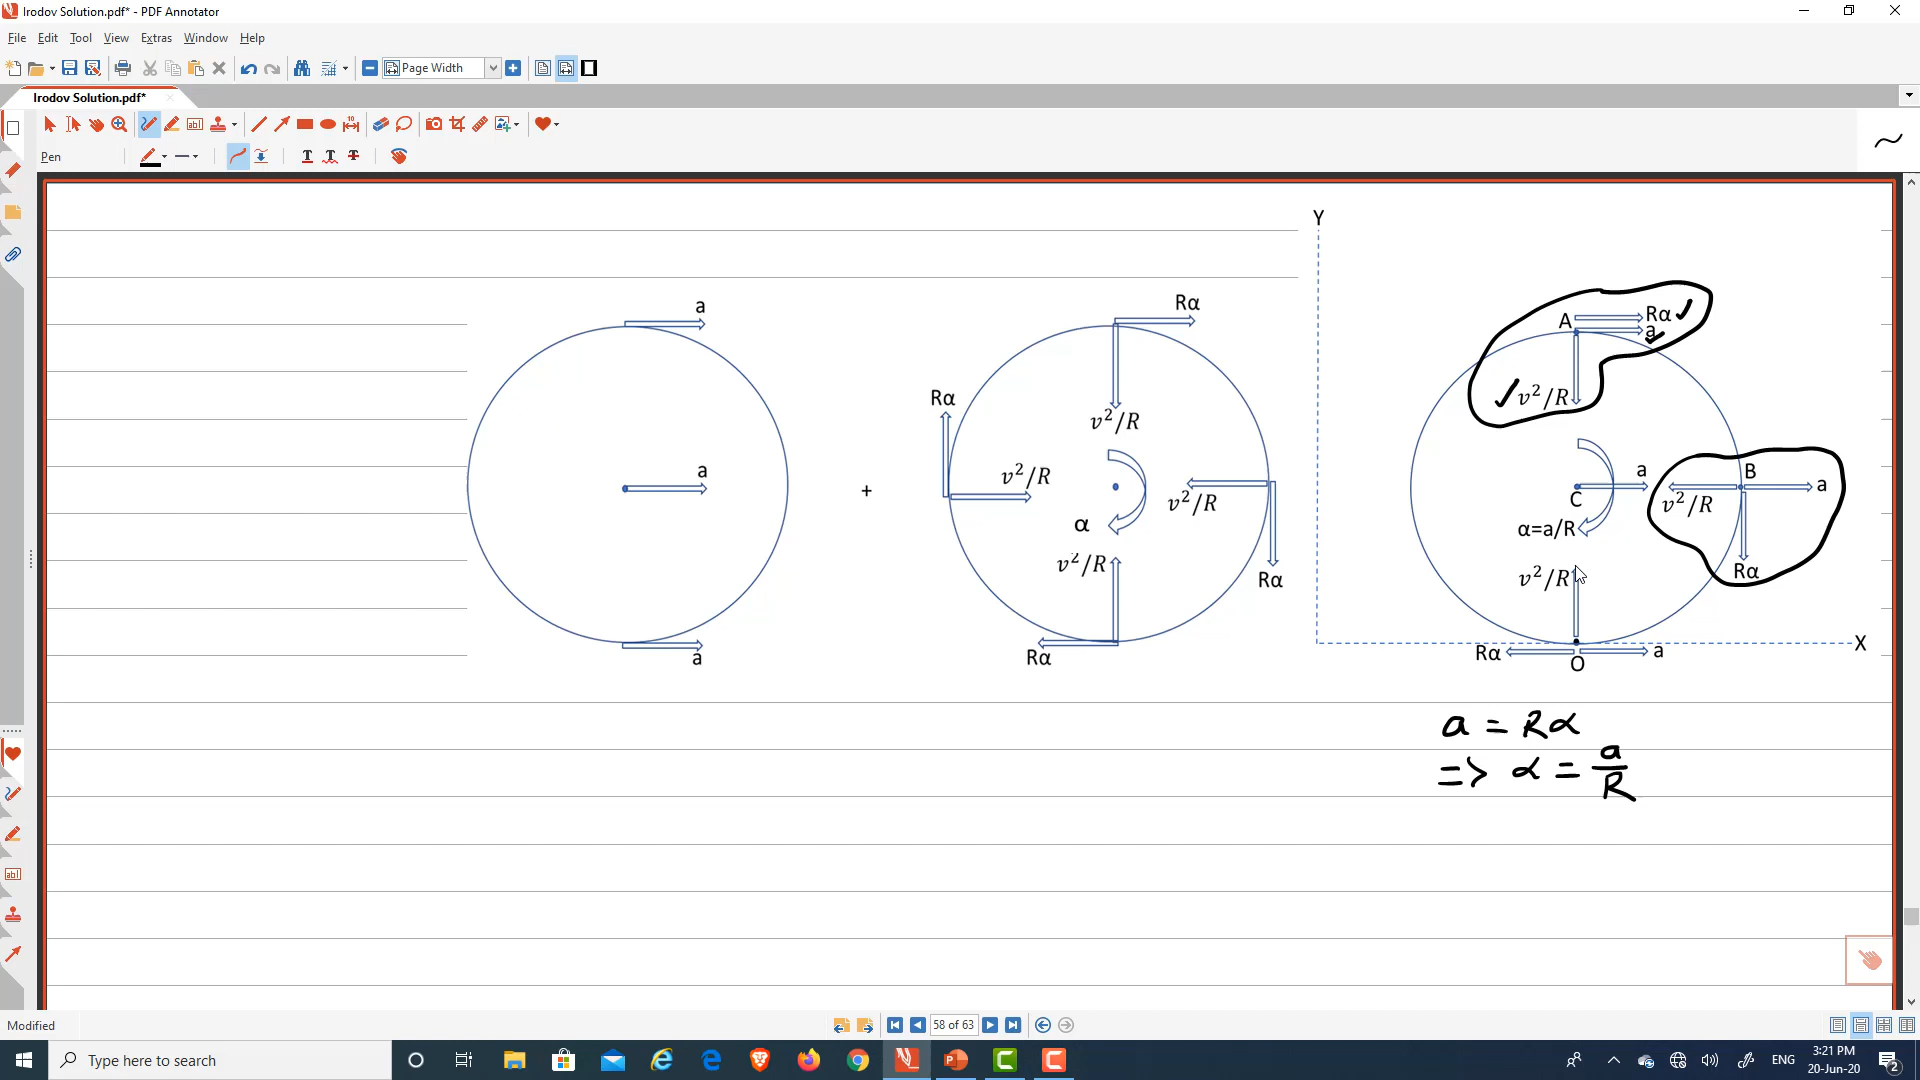 Irodov Solution.pdf* - PDF Annotator
File Edit Tool View Extras Window Help
Page Width
Irodov Solution.pdf*
Pen
Y
a
Rα
A Rα
a
Rα
v²/R
v²/R
a
v²/R
a
B
+
v²/R
C
v²/R
a
α
α=a/R
v²/R
v²/R
Rα
Rα
a
Rα
Rα
a
X
O
a = Rα
=> α = a/R
Modified
58 of 63
Type here to search
ENG
3:21 PM
20-Jun-20
2